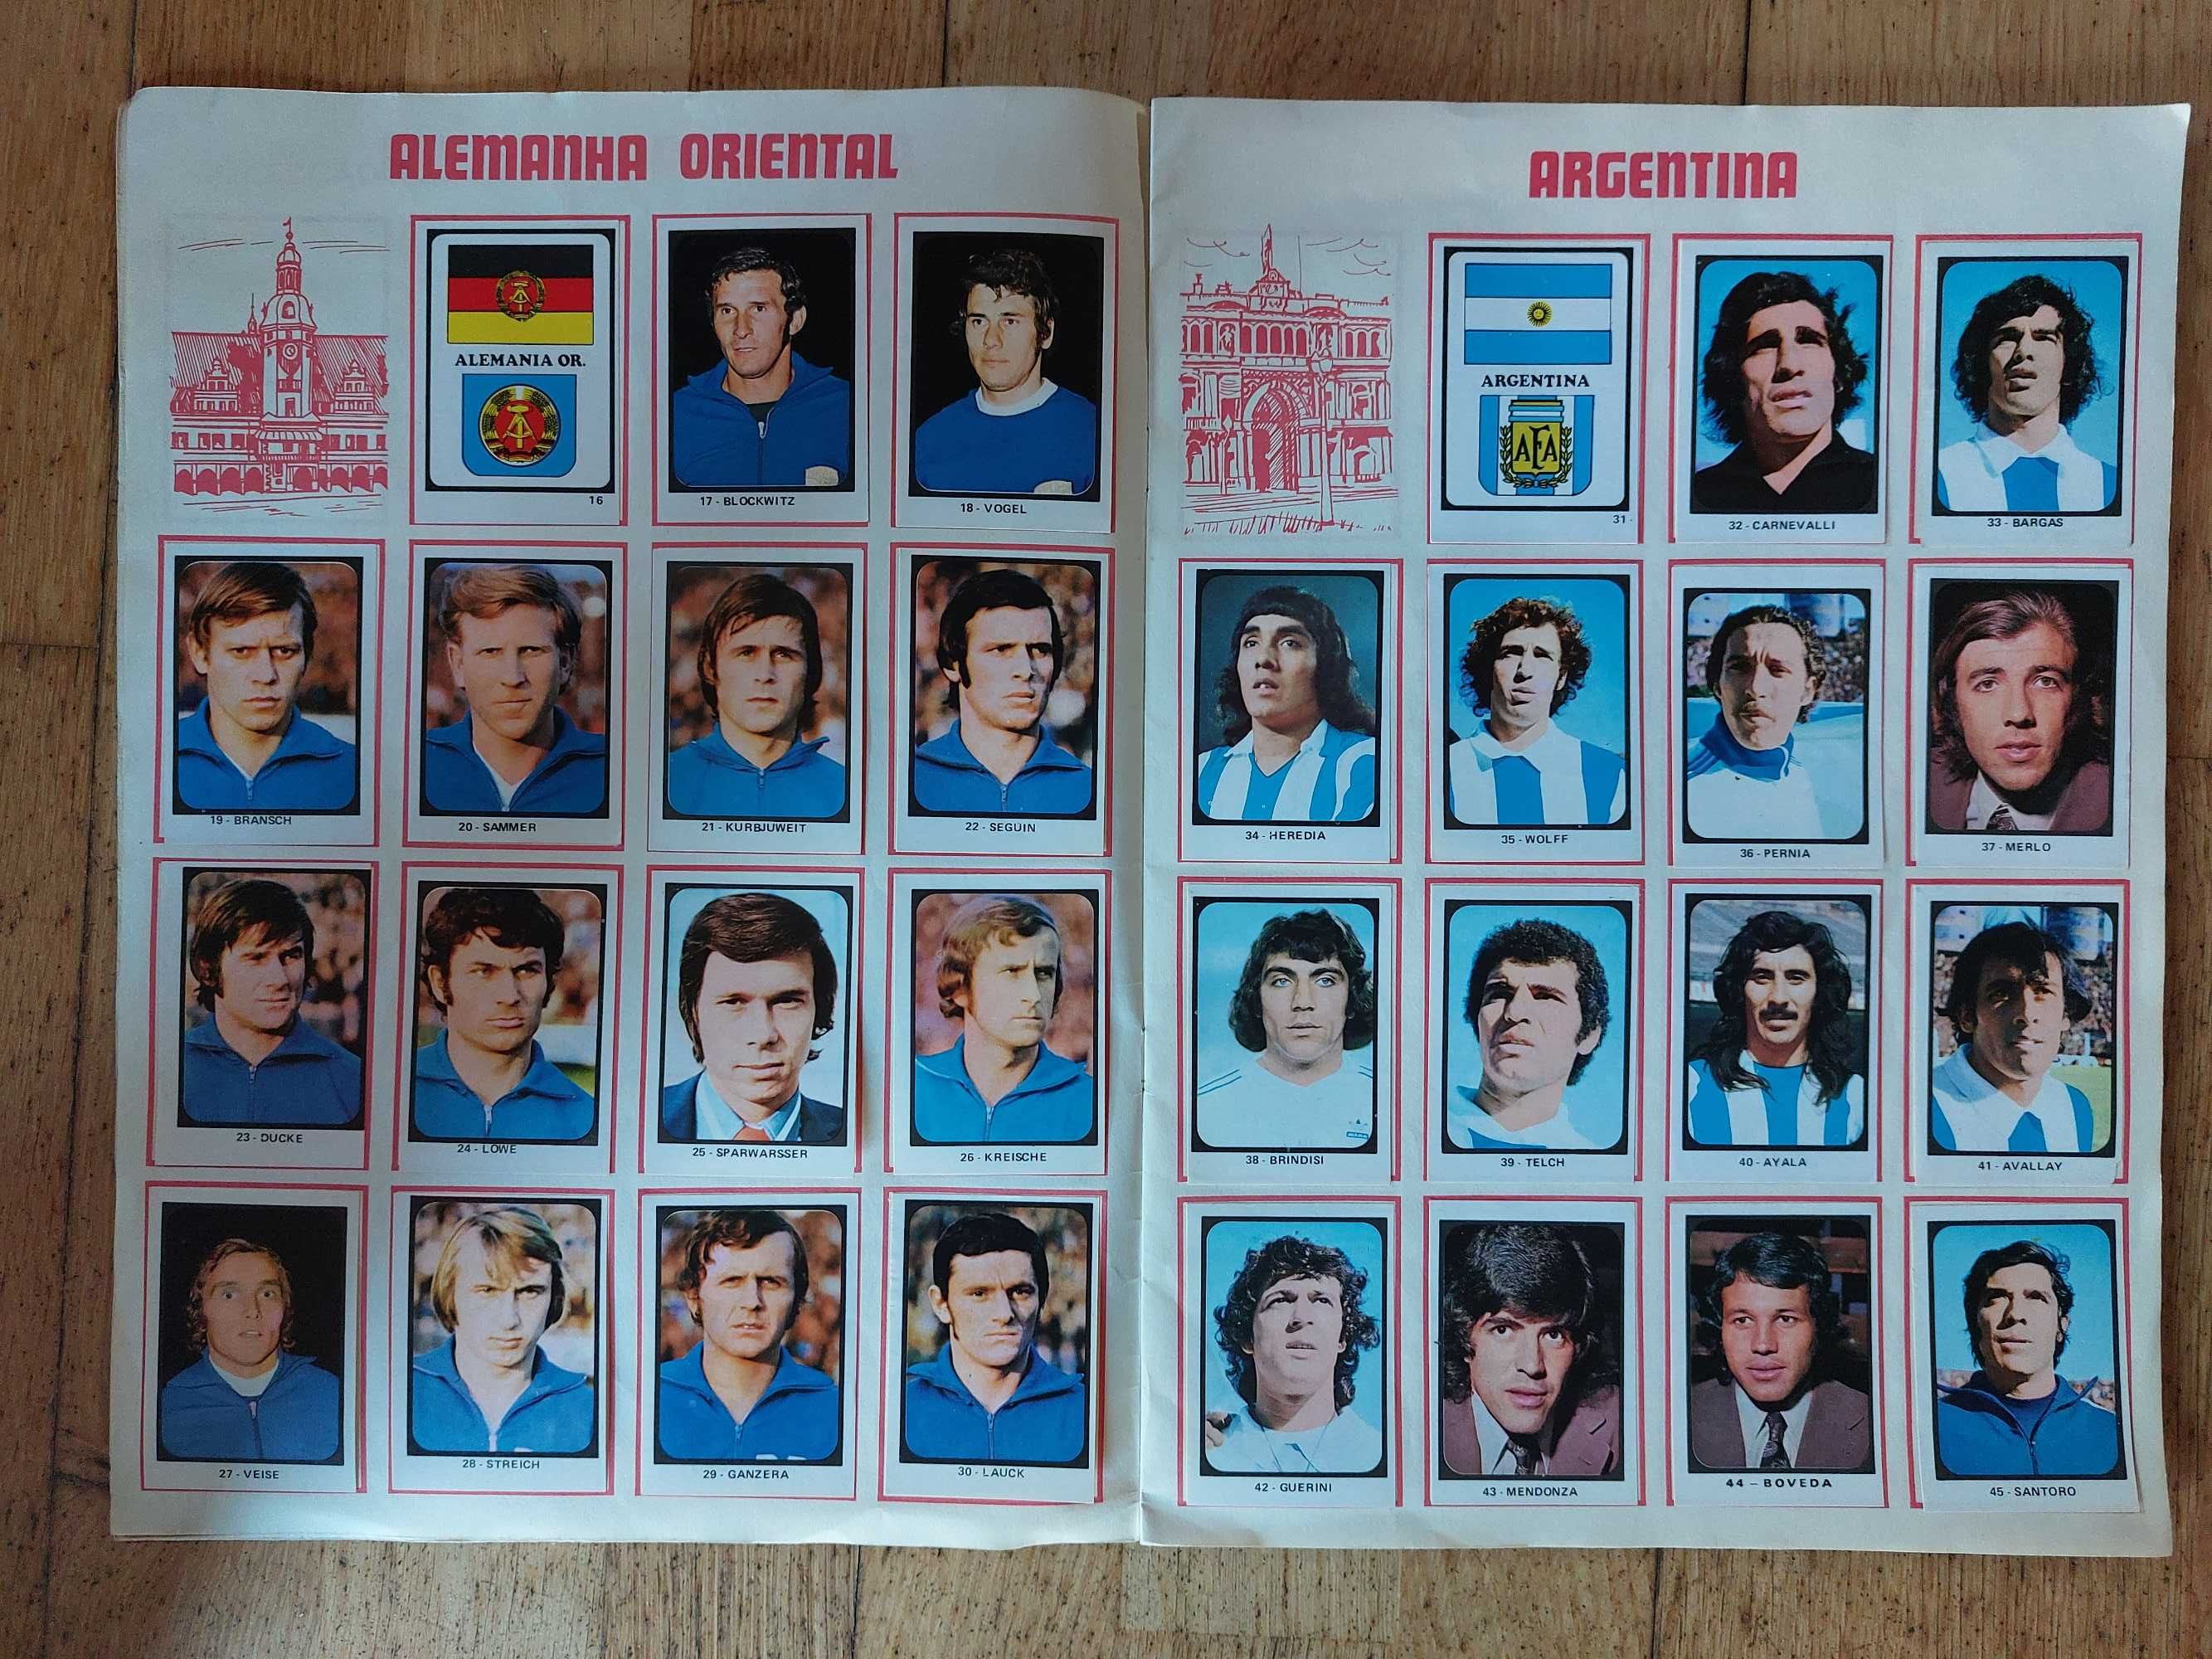 ALEMANHA ORIENTAL
ALEMANIA OR.
16
17 - BLOCKWITZ
18 - VOGEL
19 - BRANSCH
20 - SAMMER
21 - KURBJUWEIT
22 - SEGUIN
23 - DUCKE
24 - LOWE
25 - SPARWARSSER
26 - KREISCHE
27 - VEISE
28 - STREICH
29 - GANZERA
30 - LAUCK
ARGENTINA
ARGENTINA
AFA
31 -
32 - CARNEVALLI
33 - BARGAS
34 - HEREDIA
35 - WOLFF
36 - PERNIA
37 - MERLO
38 - BRINDISI
39 - TELCH
40 - AYALA
41 - AVALLAY
42 - GUERINI
43 - MENDONZA
44 – BOVEDA
45 - SANTORO